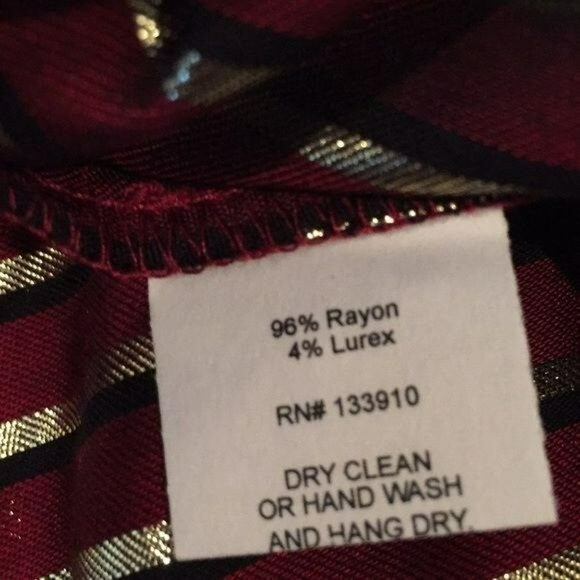 96% Rayon
4% Lurex
RN# 133910
DRY CLEAN
OR HAND WASH
AND HANG DRY.